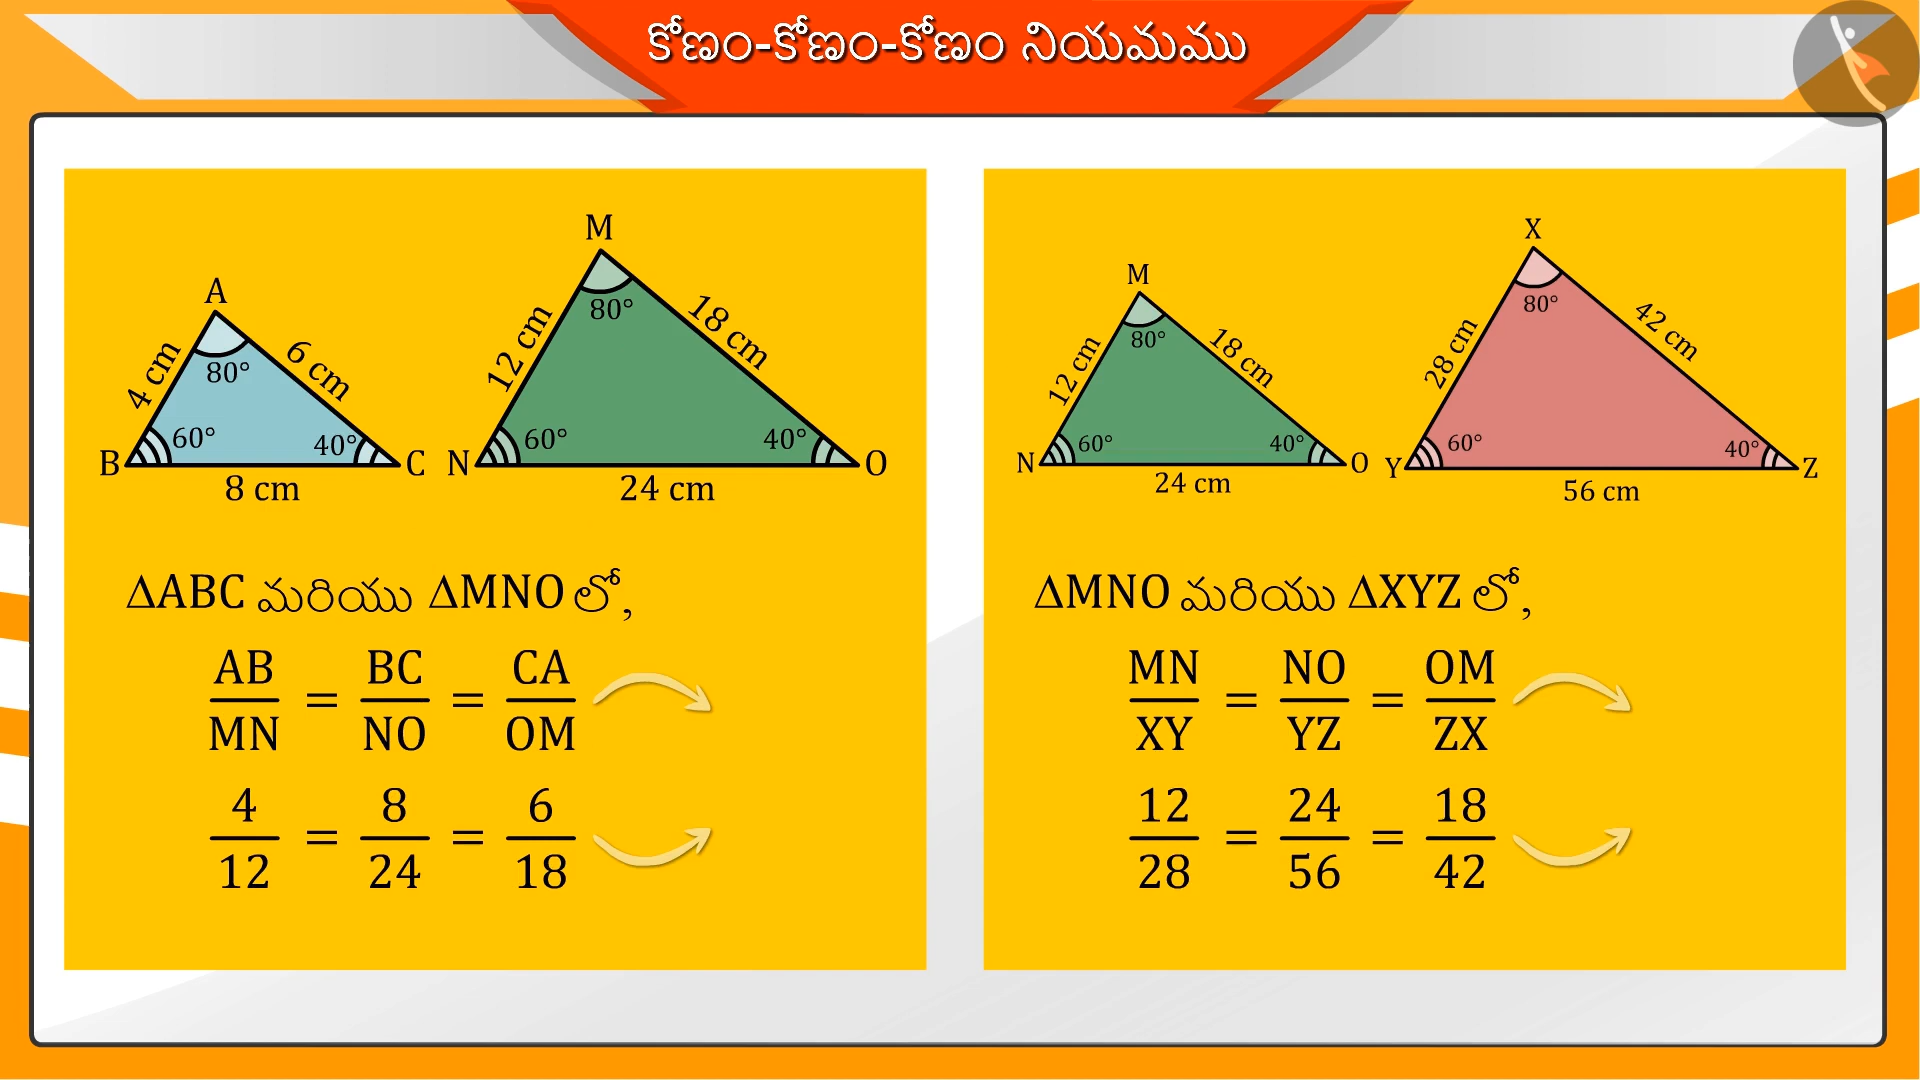 కోణం-కోణం-కోణం నియమము
A
4 cm
6 cm
80°
60°
40°
B
C
8 cm
M
12 cm
18 cm
80°
60°
40°
N
O
24 cm
ΔABC మరియు ΔMNO లో,
AB/MN = BC/NO = CA/OM
4/12 = 8/24 = 6/18
M
12 cm
18 cm
80°
60°
40°
N
O
24 cm
X
28 cm
42 cm
80°
60°
40°
Y
Z
56 cm
ΔMNO మరియు ΔXYZ లో,
MN/XY = NO/YZ = OM/ZX
12/28 = 24/56 = 18/42